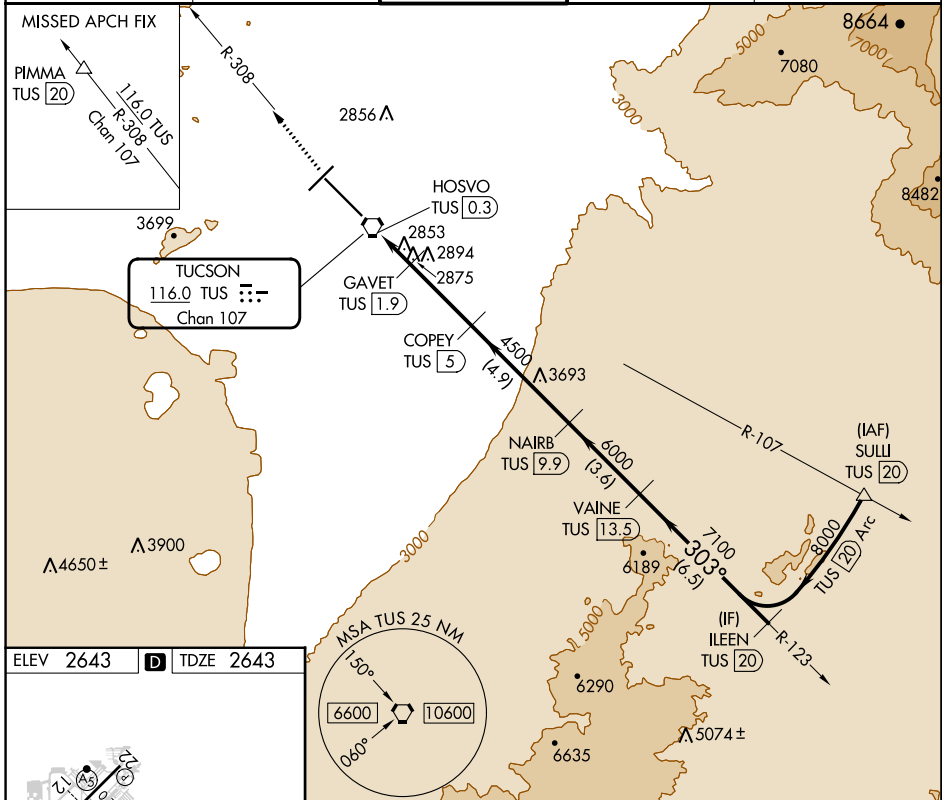 MISSED APCH FIX
PIMMA
TUS 20
116.0 TUS
R-308
Chan 107
R-308
2856
8664
5000
7000
7080
3000
8482
HOSVO
TUS 0.3
3699
2853
2894
2875
TUCSON
116.0 TUS
Chan 107
GAVET
TUS 1.9
COPEY
TUS 5
4500
(4.9)
3693
R-107
(IAF)
SULLI
TUS 20
NAIRB
TUS 9.9
6000
(3.6)
VAINE
TUS 13.5
7100
303°
(6.5)
8000
TUS 20 Arc
3900
4650±
3000
6189
5000
(IF)
ILEEN
TUS 20
R-123
MSA TUS 25 NM
150°
6600
10600
060°
6290
6635
5074±
ELEV 2643
D
TDZE 2643
12
A5
22
P